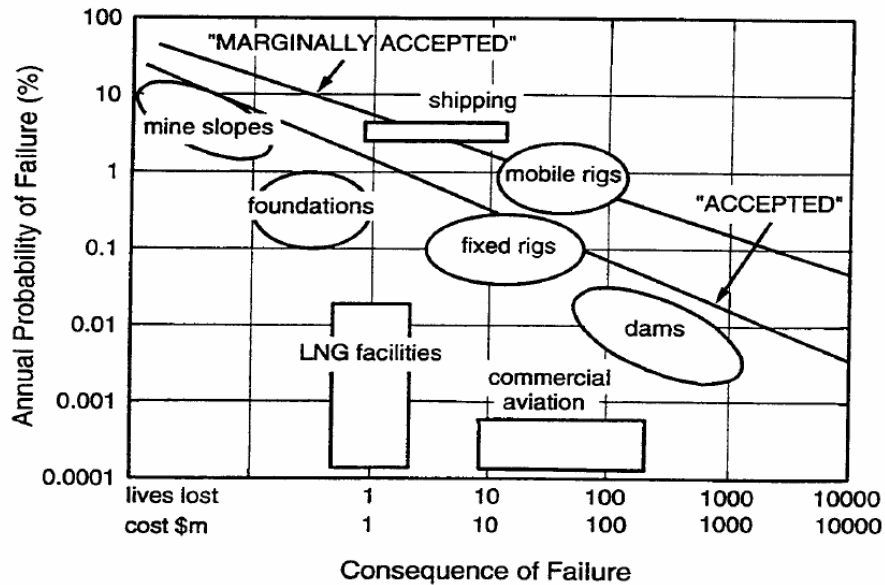 100
10
1
0.1
0.01
0.001
0.0001
Annual Probability of Failure (%)
"MARGINALLY ACCEPTED"
shipping
mine slopes
mobile rigs
foundations
"ACCEPTED"
fixed rigs
dams
LNG facilities
commercial
aviation
lives lost 1 10 100 1000 10000
cost $m 1 10 100 1000 10000
Consequence of Failure